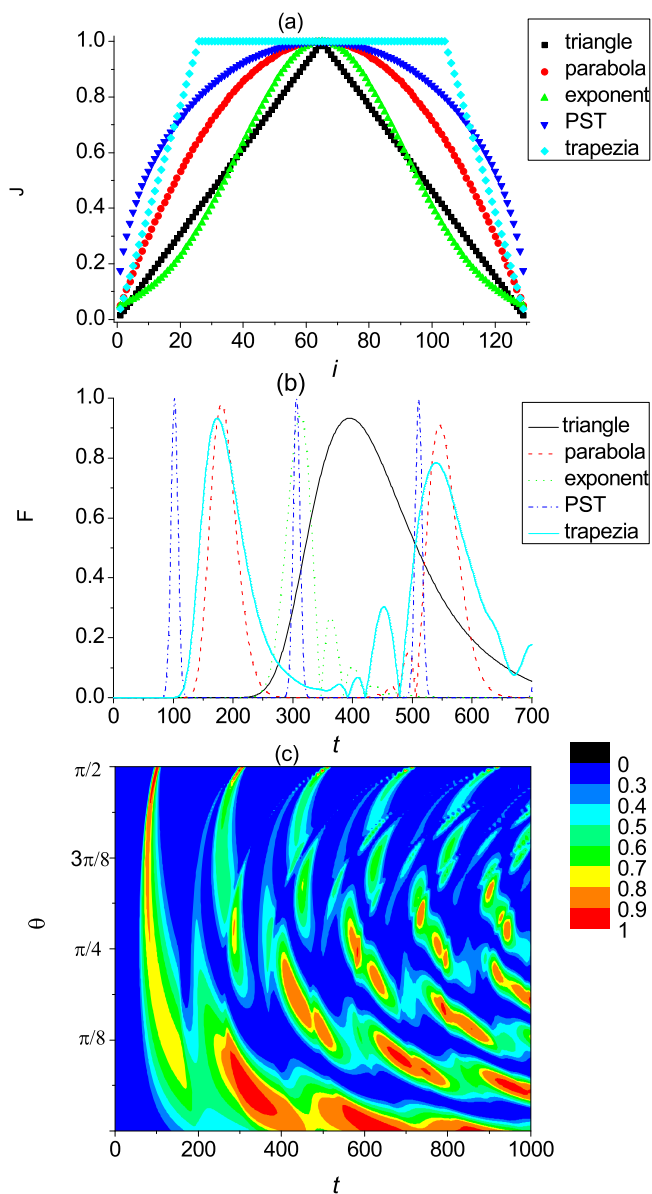 (a)
1.0
0.8
0.6
0.4
0.2
0.0
J
0 20 40 60 80 100 120
i
triangle
parabola
exponent
PST
trapezia
(b)
1.0
0.8
0.6
0.4
0.2
0.0
F
0 100 200 300 400 500 600 700
t
triangle
parabola
exponent
PST
trapezia
(c)
π/2
3π/8
π/4
π/8
θ
0 200 400 600 800 1000
t
0
0.3
0.4
0.5
0.6
0.7
0.8
0.9
1